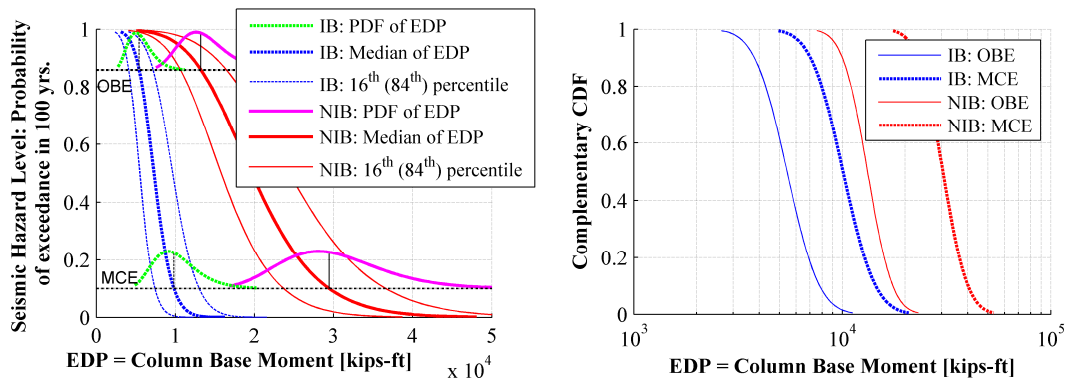 Seismic Hazard Level: Probability
of exceedance in 100 yrs.
1
0.8
0.6
0.4
0.2
0
OBE
MCE
IB: PDF of EDP
IB: Median of EDP
IB: 16th (84th) percentile
NIB: PDF of EDP
NIB: Median of EDP
NIB: 16th (84th) percentile
0 1 2 3 4 5
EDP = Column Base Moment [kips-ft]
x 10^4
Complementary CDF
1
0.8
0.6
0.4
0.2
0
IB: OBE
IB: MCE
NIB: OBE
NIB: MCE
10^3 10^4 10^5
EDP = Column Base Moment [kips-ft]